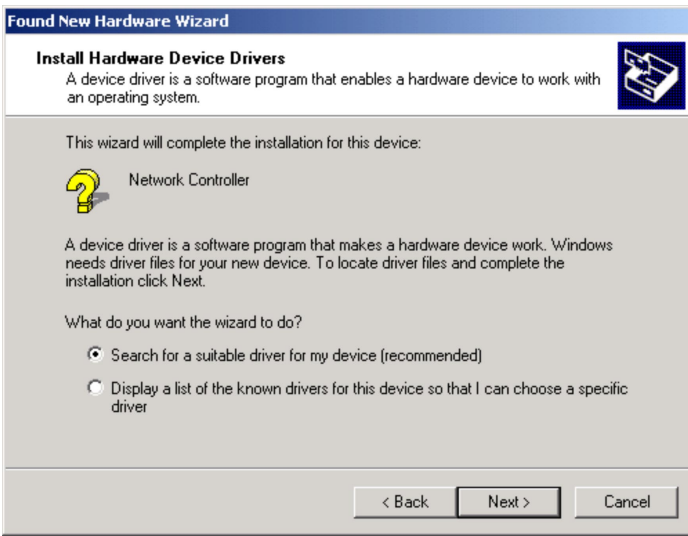 Found New Hardware Wizard
Install Hardware Device Drivers
A device driver is a software program that enables a hardware device to work with
an operating system.
This wizard will complete the installation for this device:
Network Controller
A device driver is a software program that makes a hardware device work. Windows
needs driver files for your new device. To locate driver files and complete the
installation click Next.
What do you want the wizard to do?
Search for a suitable driver for my device (recommended)
Display a list of the known drivers for this device so that I can choose a specific
driver
< Back Next > Cancel